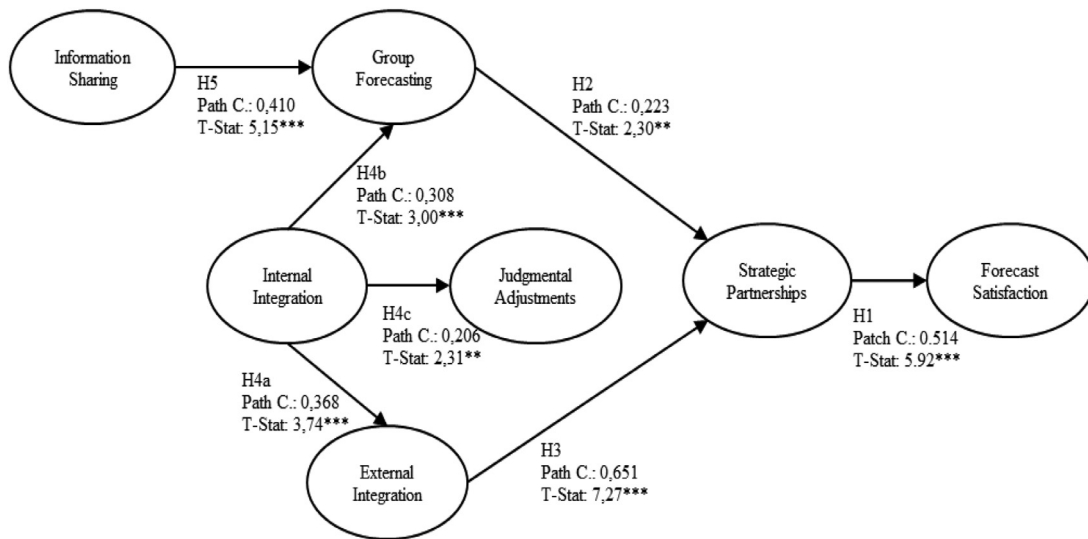 Information
Sharing
H5
Path C.: 0,410
T-Stat: 5,15***
Group
Forecasting
H2
Path C.: 0,223
T-Stat: 2,30**
H4b
Path C.: 0,308
T-Stat: 3,00***
Internal
Integration
H4c
Path C.: 0,206
T-Stat: 2,31**
Judgmental
Adjustments
Strategic
Partnerships
H1
Patch C.: 0.514
T-Stat: 5.92***
Forecast
Satisfaction
H4a
Path C.: 0,368
T-Stat: 3,74***
External
Integration
H3
Path C.: 0,651
T-Stat: 7,27***